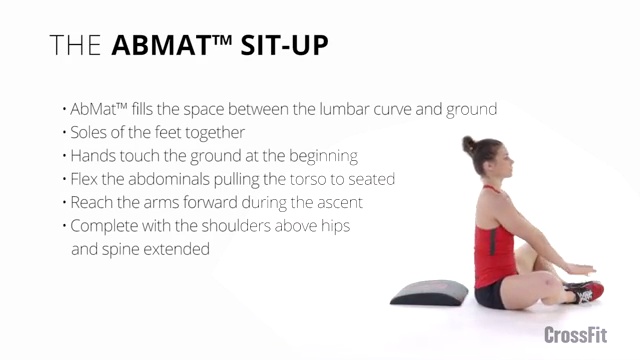 THE ABMAT™ SIT-UP
• AbMat™ fills the space between the lumbar curve and ground
• Soles of the feet together
• Hands touch the ground at the beginning
• Flex the abdominals pulling the torso to seated
• Reach the arms forward during the ascent
• Complete with the shoulders above hips
and spine extended
CrossFit